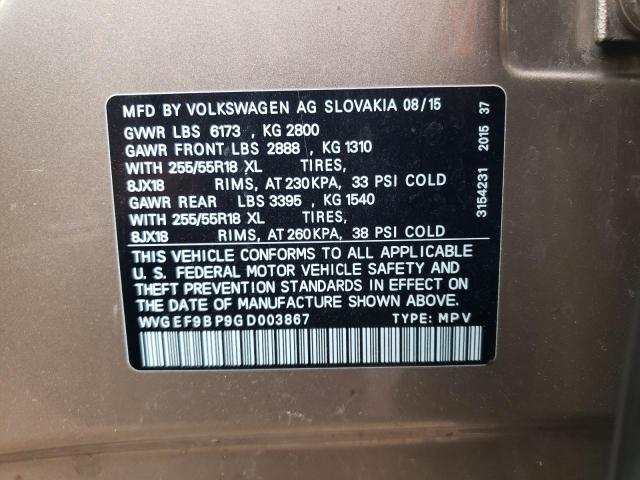 MFD BY VOLKSWAGEN AG SLOVAKIA 08/15
GVWR LBS 6173 , KG 2800
GAWR FRONT LBS 2888 , KG 1310
WITH 255/55R18 XL TIRES,
8JX18 RIMS, AT 230KPA, 33 PSI COLD
GAWR REAR LBS 3395 , KG 1540
WITH 255/55R18 XL TIRES,
8JX18 RIMS, AT 260KPA, 38 PSI COLD
THIS VEHICLE CONFORMS TO ALL APPLICABLE
U. S. FEDERAL MOTOR VEHICLE SAFETY AND
THEFT PREVENTION STANDARDS IN EFFECT ON
THE DATE OF MANUFACTURE SHOWN ABOVE.
WVGEF9BP9GD003867 TYPE: MPV
3154231 2015 37